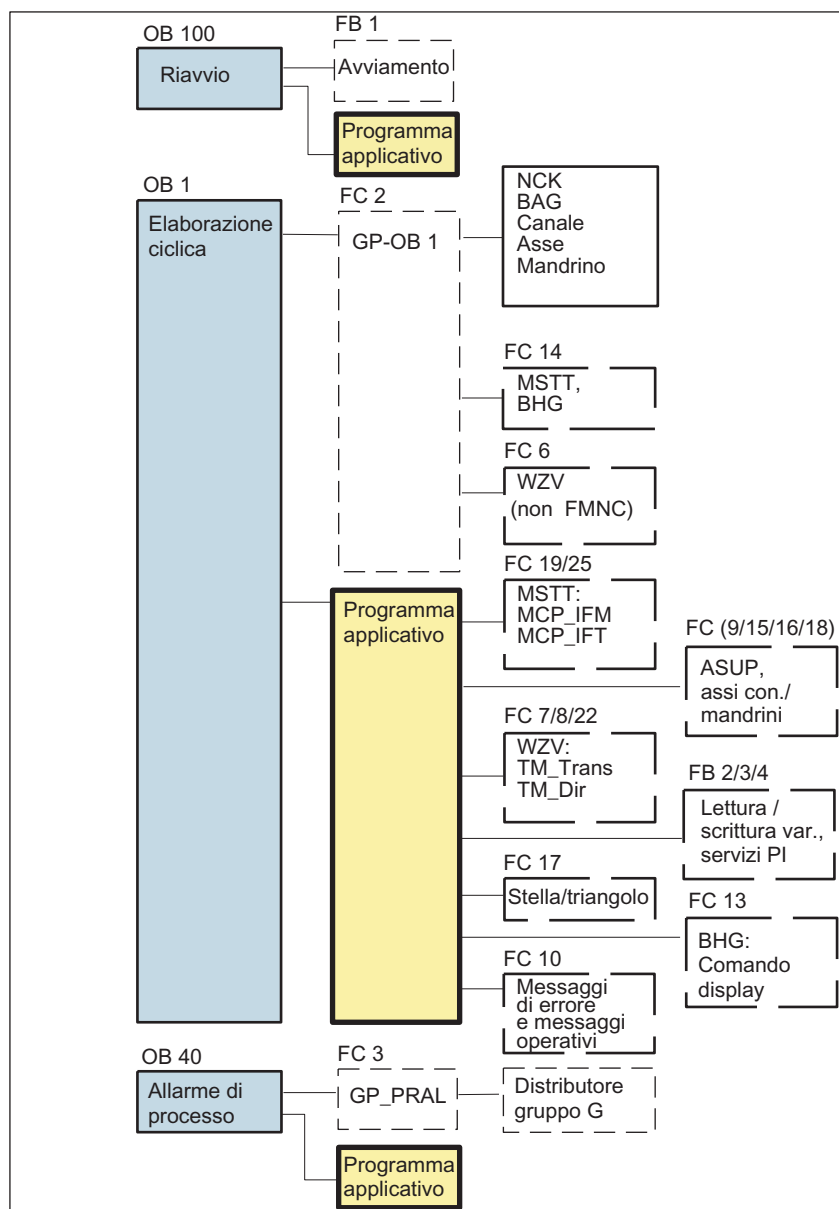 OB 100
Riavvio
FB 1
Avviamento
Programma
applicativo
OB 1
Elaborazione
ciclica
FC 2
GP-OB 1
NCK
BAG
Canale
Asse
Mandrino
FC 14
MSTT,
BHG
FC 6
WZV
(non FMNC)
Programma
applicativo
FC 19/25
MSTT:
MCP_IFM
MCP_IFT
FC (9/15/16/18)
ASUP,
assi con./
mandrini
FC 7/8/22
WZV:
TM_Trans
TM_Dir
FB 2/3/4
Lettura /
scrittura var.,
servizi PI
FC 17
Stella/triangolo
FC 13
BHG:
Comando
display
FC 10
Messaggi
di errore
e messaggi
operativi
OB 40
Allarme di
processo
FC 3
GP_PRAL
Distributore
gruppo G
Programma
applicativo